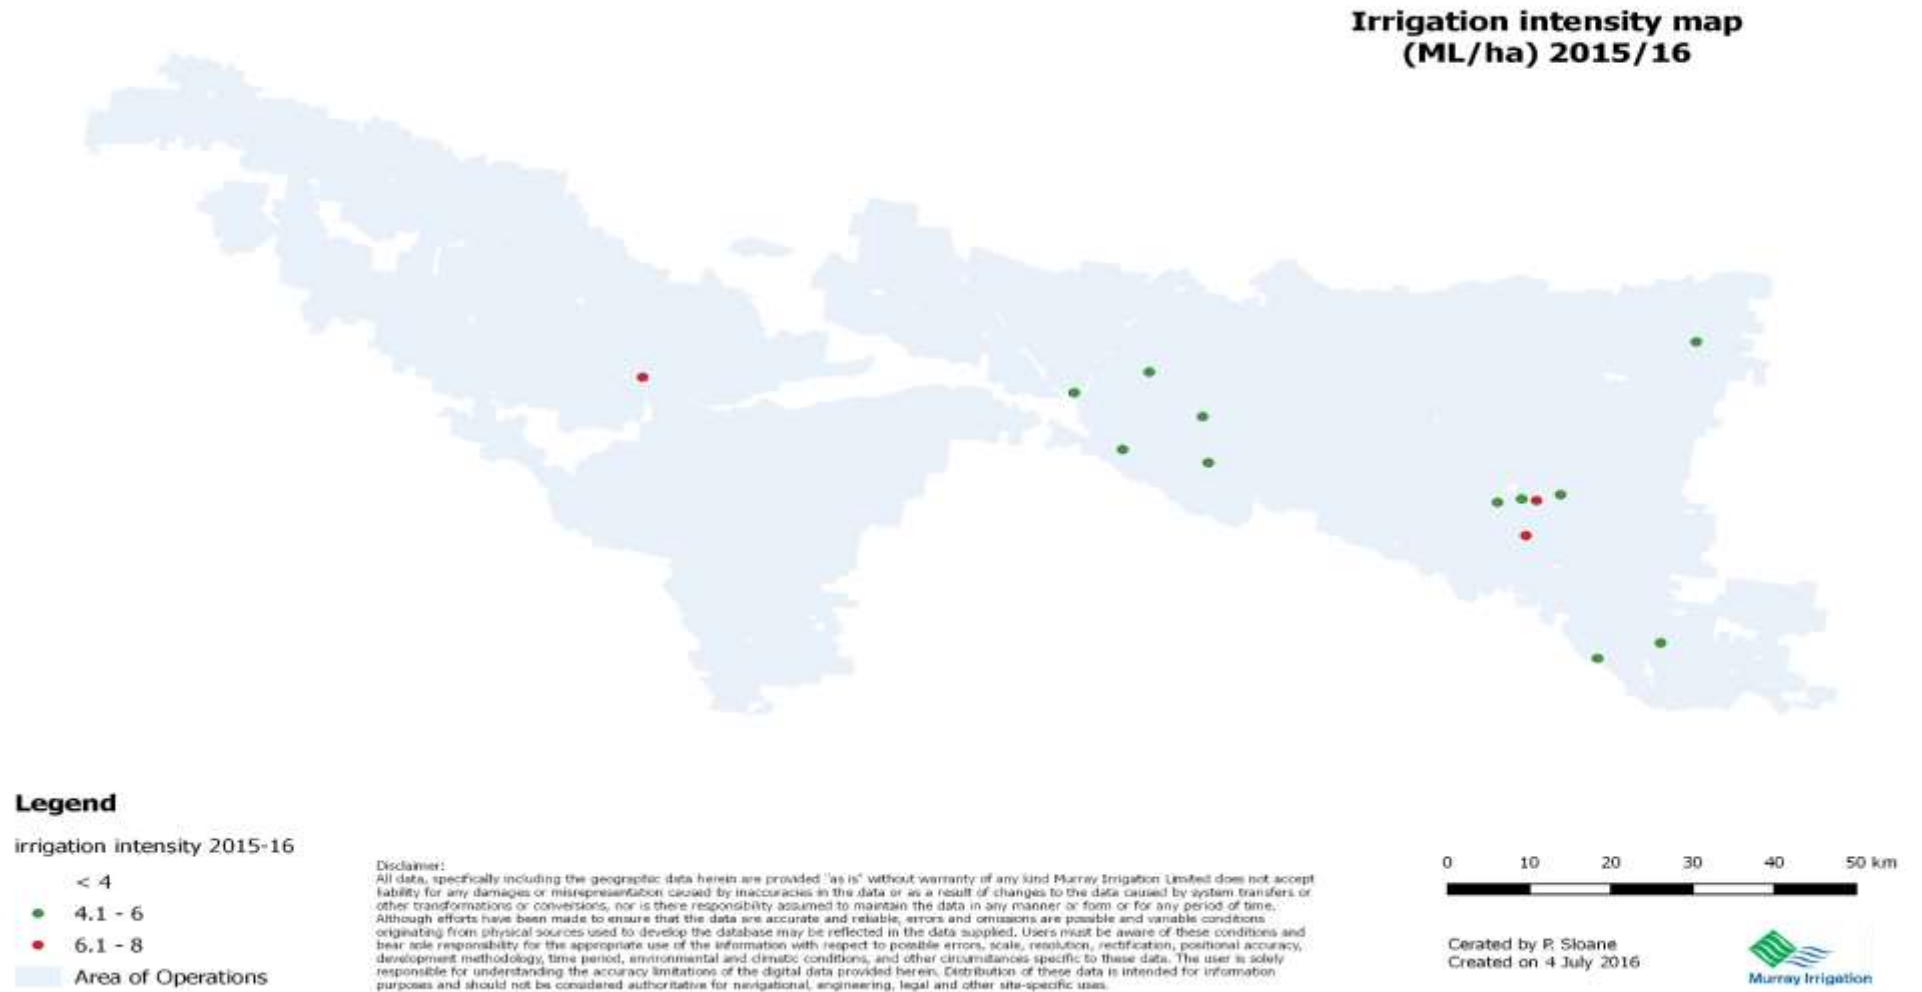 Irrigation intensity map
(ML/ha) 2015/16
Legend
irrigation intensity 2015-16
< 4
4.1 - 6
6.1 - 8
Area of Operations
Disclaimer:
All data, specifically including the geographic data herein are provided "as is" without warranty of any kind Murray Irrigation Limited does not accept
liability for any damages or misrepresentation caused by inaccuracies in the data or as a result of changes to the data caused by system transfers or
other transformations or conversions, nor is there responsibility assumed to maintain the data in any manner or form or for any period of time.
Although efforts have been made to ensure that the data are accurate and reliable, errors and omissions are possible and variable conditions
originating from physical sources used to develop the database may be reflected in the data supplied. Users must be aware of these conditions and
bear sole responsibility for the appropriate use of the information with respect to possible errors, scale, resolution, rectification, positional accuracy,
development methodology, time period, environmental and climatic conditions, and other circumstances specific to these data. The user is solely
responsible for understanding the accuracy limitations of the digital data provided herein. Distribution of these data is intended for information
purposes and should not be considered authoritative for navigational, engineering, legal and other site-specific uses.
0 10 20 30 40 50 km
Cerated by P. Sloane
Created on 4 July 2016
Murray Irrigation